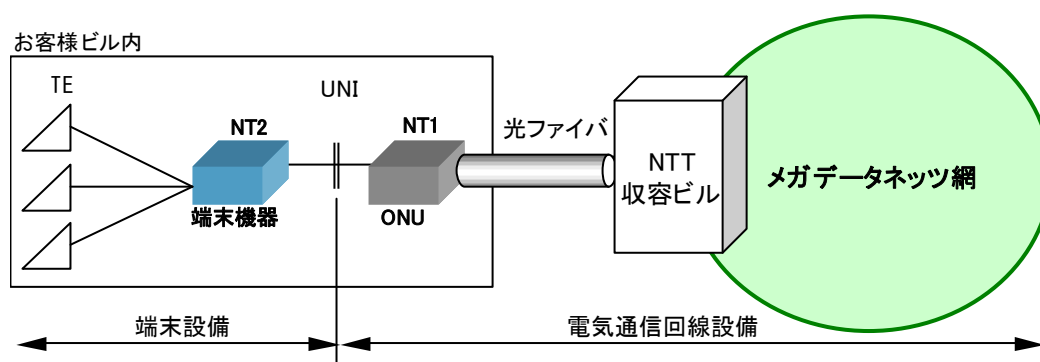 お客様ビル内
TE
UNI
NT2
NT1
光ファイバ
NTT
収容ビル
メガデータネッツ網
端末機器
ONU
端末設備
電気通信回線設備